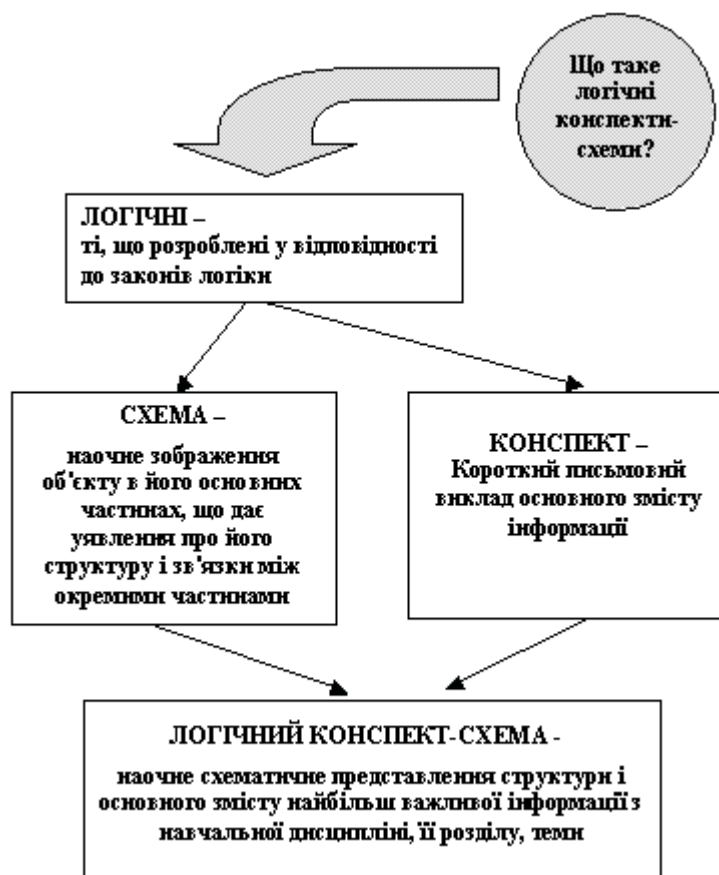 Що таке
логічні
конспекти-
схеми?
ЛОГІЧНІ –
ті, що розроблені у відповідності
до законів логіки
СХЕМА –
наочне зображення
об'єкту в його основних
частинах, що дає
уявлення про його
структуру і зв'язки між
окремими частинами
КОНСПЕКТ –
Короткий письмовий
виклад основного змісту
інформації
ЛОГІЧНИЙ КОНСПЕКТ-СХЕМА -
наочне схематичне представлення структури і
основного змісту найбільш важливої інформації з
навчальної дисципліні, її розділу, теми